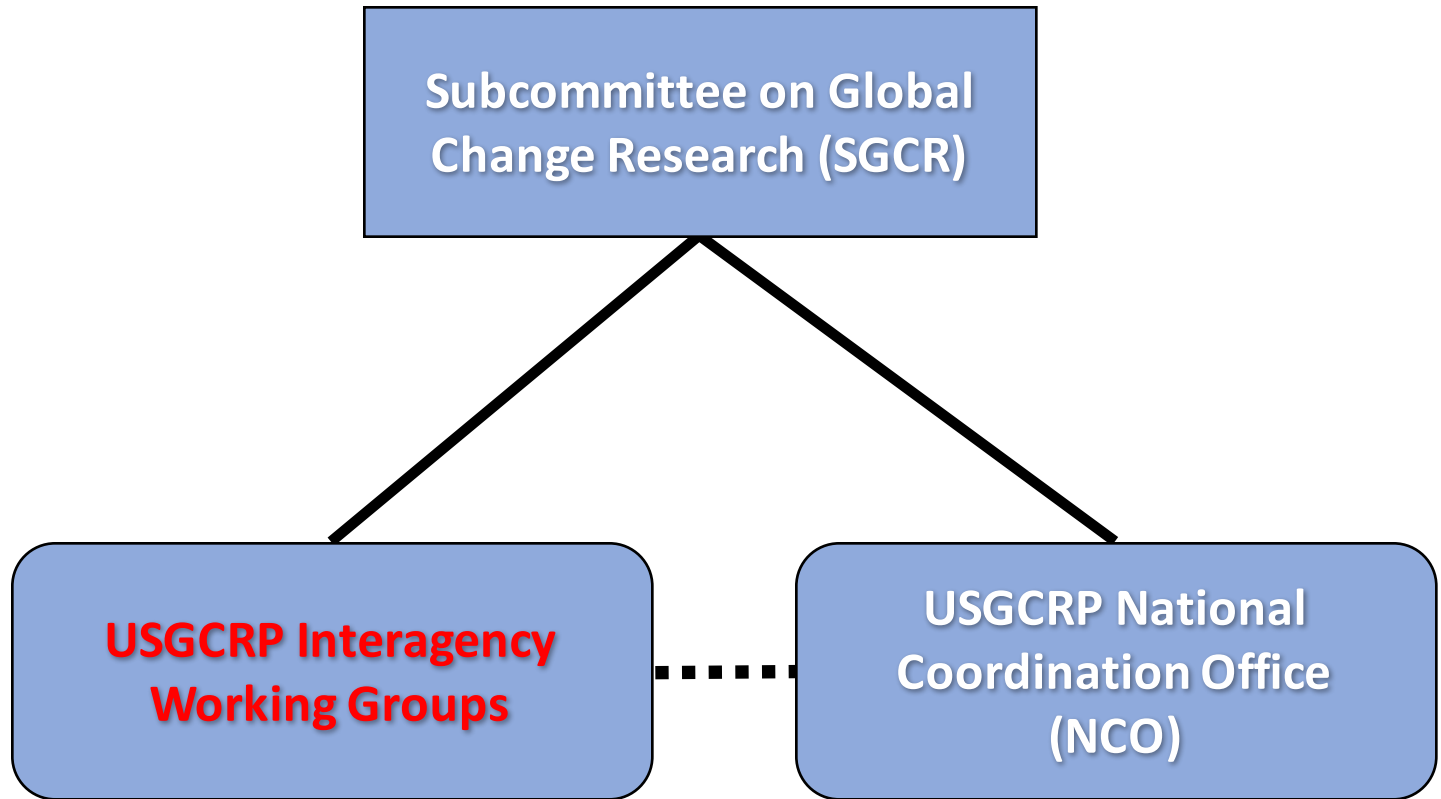 Subcommittee on Global
Change Research (SGCR)
USGCRP Interagency
Working Groups
USGCRP National
Coordination Office
(NCO)